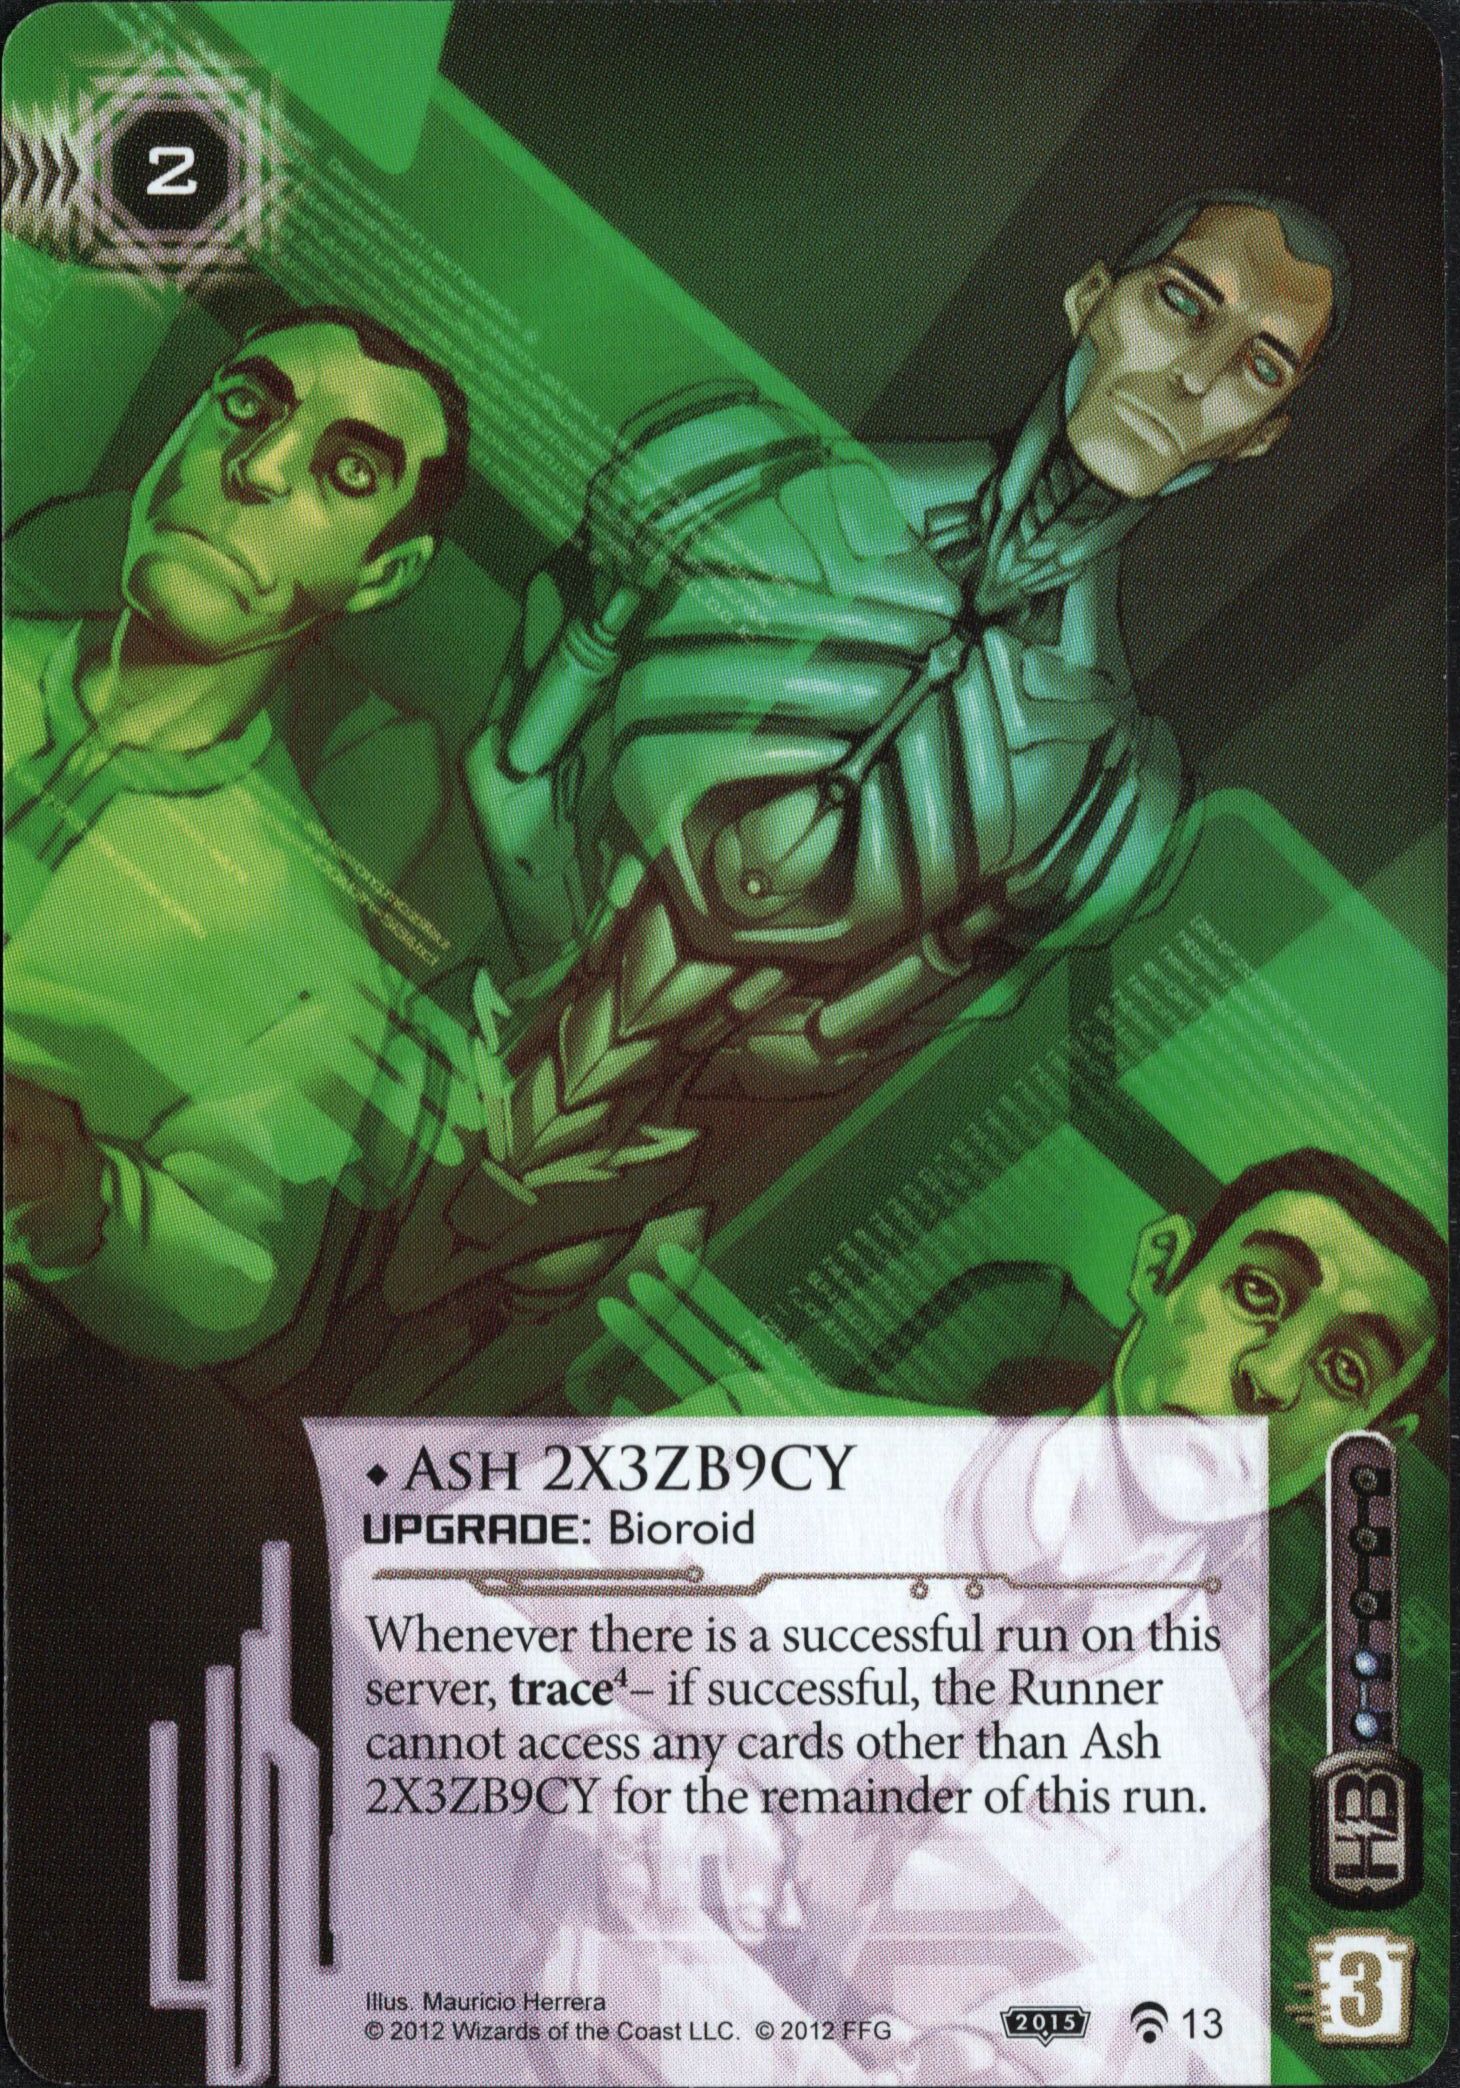 2
◆ ASH 2X3ZB9CY
UPGRADE: Bioroid
Whenever there is a successful run on this
server, trace⁴– if successful, the Runner
cannot access any cards other than Ash
2X3ZB9CY for the remainder of this run.
HB
3
Illus. Mauricio Herrera
© 2012 Wizards of the Coast LLC. © 2012 FFG
2015
13